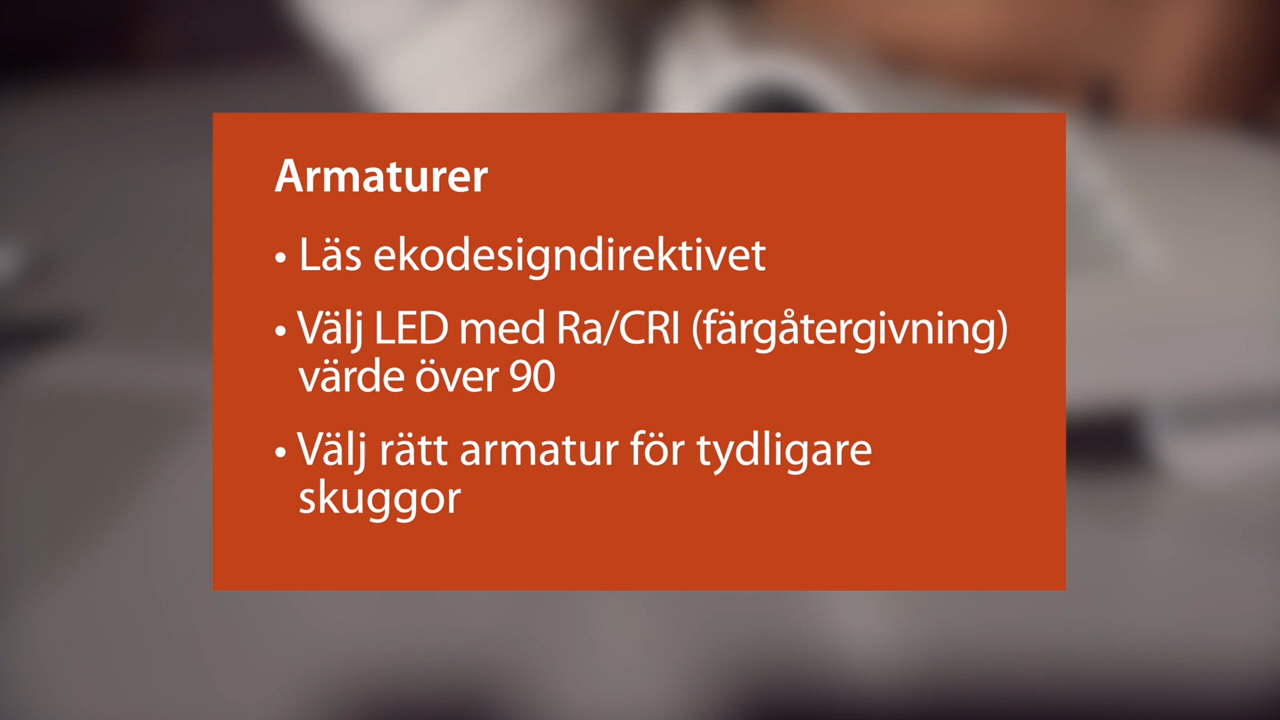 Armaturer
• Läs ekodesigndirektivet
• Välj LED med Ra/CRI (färgåtergivning)
värde över 90
• Välj rätt armatur för tydligare
skuggor